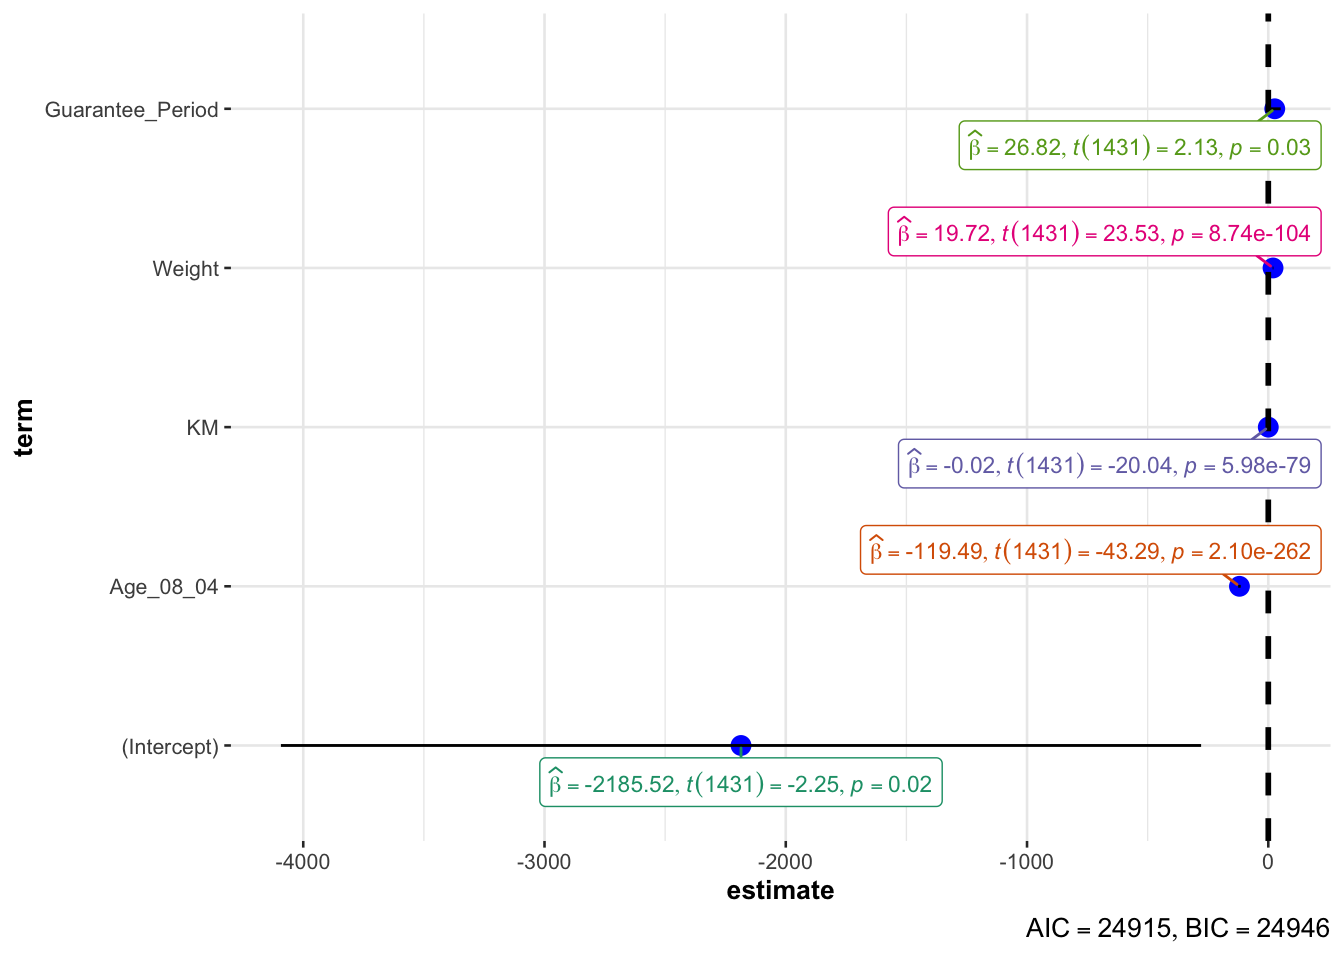 Guarantee_Period
β̂ = 26.82, t(1431) = 2.13, p = 0.03
β̂ = 19.72, t(1431) = 23.53, p = 8.74e-104
Weight
term
KM
β̂ = -0.02, t(1431) = -20.04, p = 5.98e-79
β̂ = -119.49, t(1431) = -43.29, p = 2.10e-262
Age_08_04
(Intercept)
β̂ = -2185.52, t(1431) = -2.25, p = 0.02
-4000 -3000 -2000 -1000 0
estimate
AIC = 24915, BIC = 24946